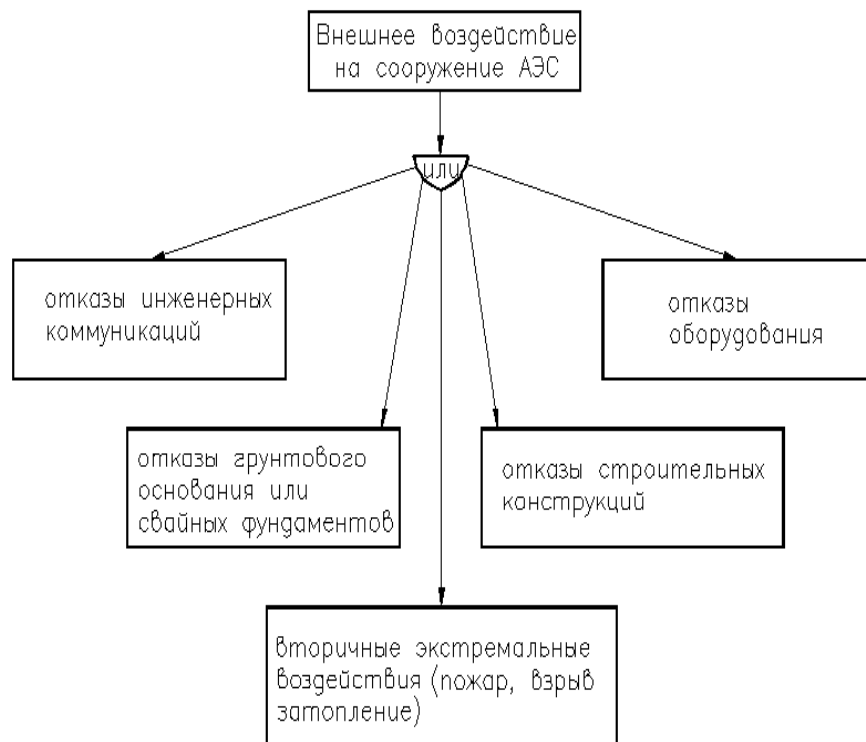 Внешнее воздействие
на сооружение АЭС
или
отказы инженерных
коммуникаций
отказы
оборудования
отказы грунтового
основания или
свайных фундаментов
отказы строительных
конструкций
вторичные экстремальные
воздействия (пожар, взрыв
затопление)